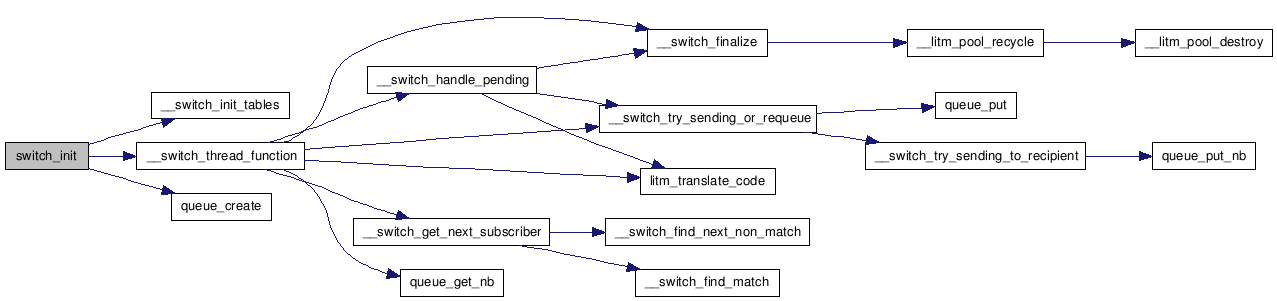 switch_init
__switch_init_tables
__switch_thread_function
queue_create
__switch_handle_pending
__switch_get_next_subscriber
queue_get_nb
__switch_finalize
__switch_try_sending_or_requeue
litm_translate_code
__switch_find_next_non_match
__switch_find_match
__litm_pool_recycle
queue_put
__switch_try_sending_to_recipient
__litm_pool_destroy
queue_put_nb